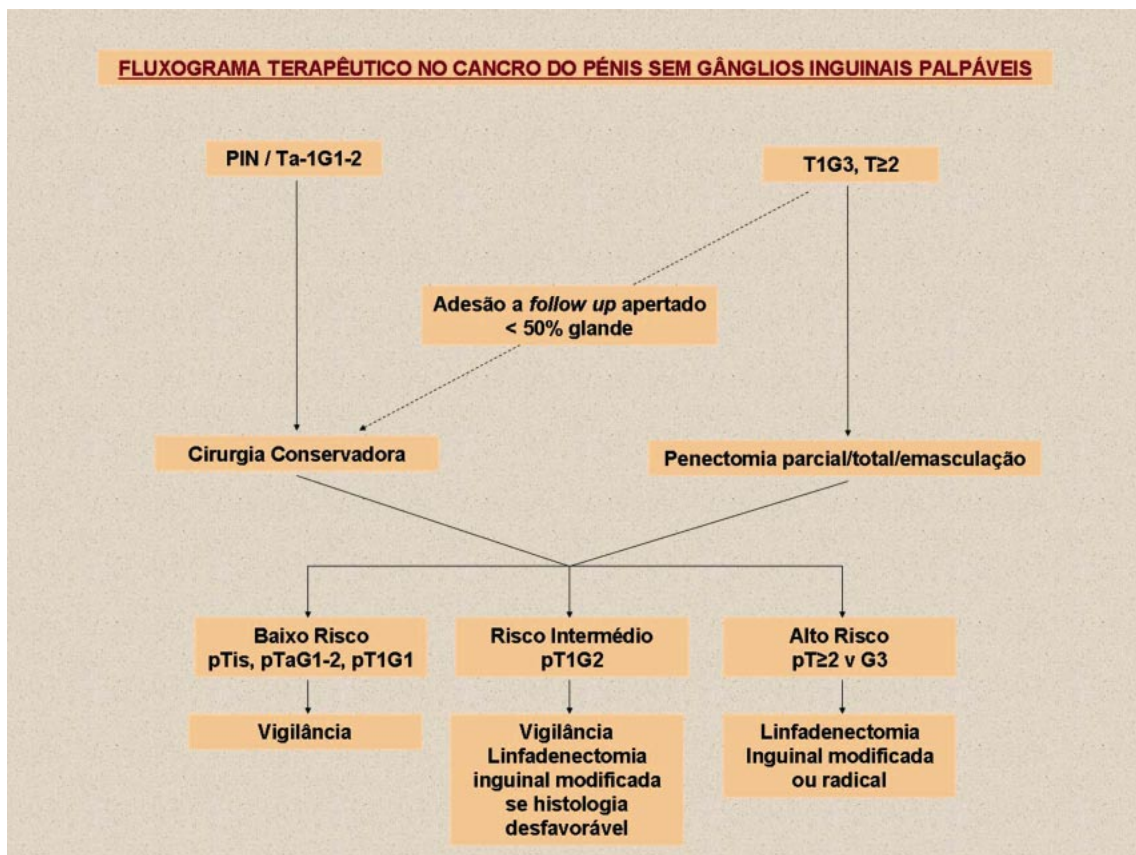 FLUXOGRAMA TERAPÊUTICO NO CANCRO DO PÉNIS SEM GÂNGLIOS INGUINAIS PALPÁVEIS
PIN / Ta-1G1-2
T1G3, T≥2
Adesão a follow up apertado
< 50% glande
Cirurgia Conservadora
Penectomia parcial/total/emasculação
Baixo Risco
pTis, pTaG1-2, pT1G1
Risco Intermédio
pT1G2
Alto Risco
pT≥2 v G3
Vigilância
Vigilância
Linfadenectomia
inguinal modificada
se histologia
desfavorável
Linfadenectomia
Inguinal modificada
ou radical